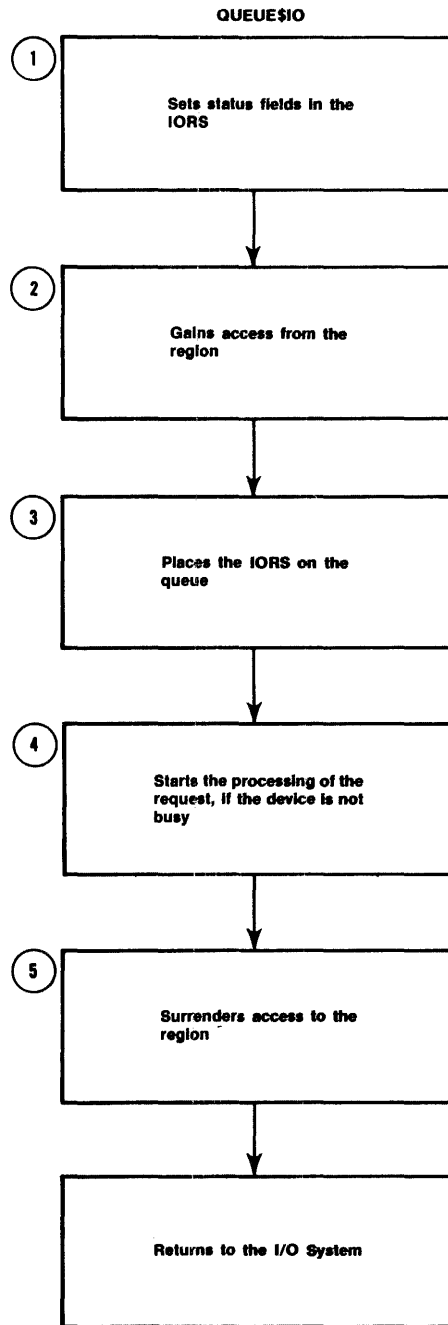 QUEUE$IO
1
Sets status fields in the
IORS
2
Gains access from the
region
3
Places the IORS on the
queue
4
Starts the processing of the
request, if the device is not
busy
5
Surrenders access to the
region
Returns to the I/O System